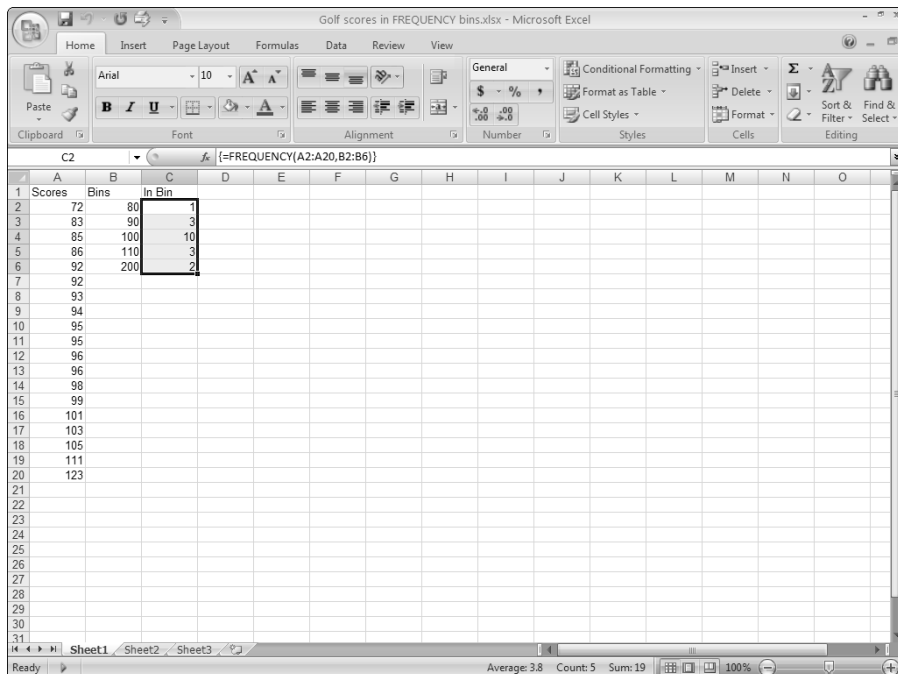 Golf scores in FREQUENCY bins.xlsx - Microsoft Excel
Home Insert Page Layout Formulas Data Review View
Paste
Arial 10 A A
B I U A
General
$ % ,
.0 .00 .00 .0
Conditional Formatting
Format as Table
Cell Styles
Insert
Delete
Format
Σ
Sort & Filter
Find & Select
Clipboard Font Alignment Number Styles Cells Editing
C2 fx {=FREQUENCY(A2:A20,B2:B6)}
A B C D E F G H I J K L M N O
1 Scores Bins In Bin
2 72 80 1
3 83 90 3
4 85 100 10
5 86 110 3
6 92 200 2
7 92
8 93
9 94
10 95
11 95
12 96
13 96
14 98
15 99
16 101
17 103
18 105
19 111
20 123
21
22
23
24
25
26
27
28
29
30
31
Sheet1 Sheet2 Sheet3
Ready Average: 3.8 Count: 5 Sum: 19 100%